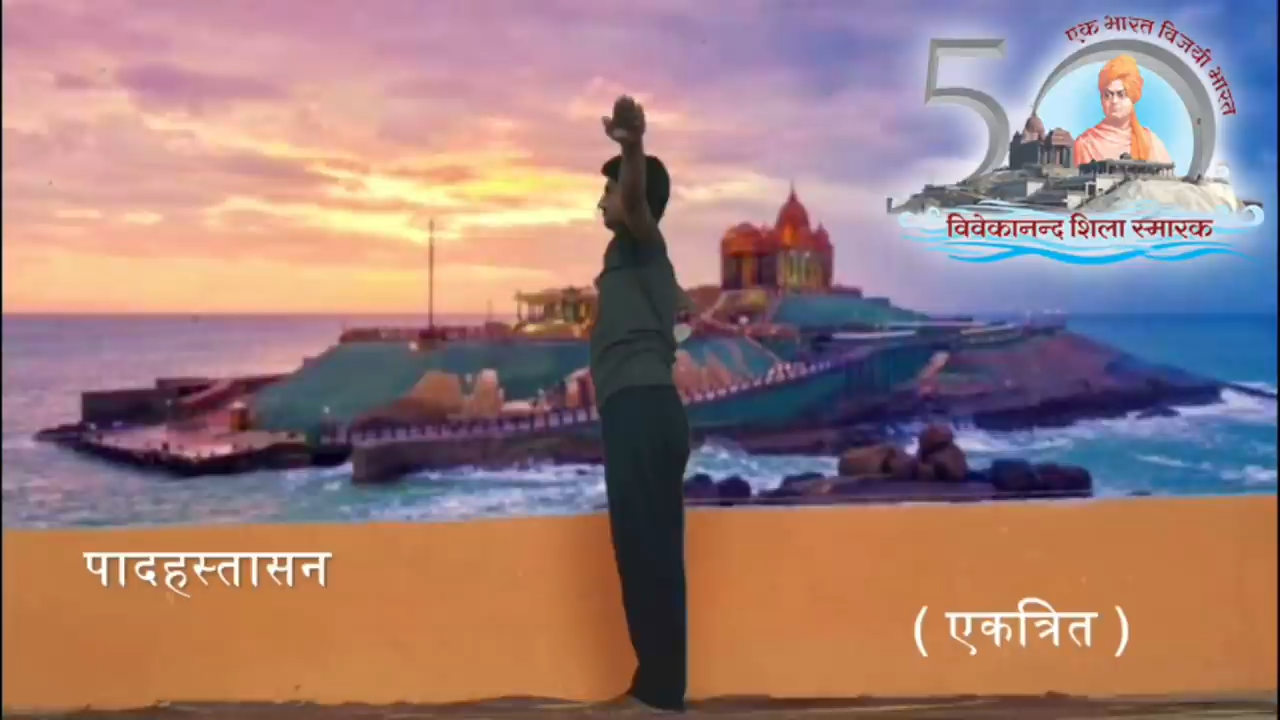 50
एक भारत विजयी भारत
विवेकानन्द शिला स्मारक
पादहस्तासन
( एकत्रित )